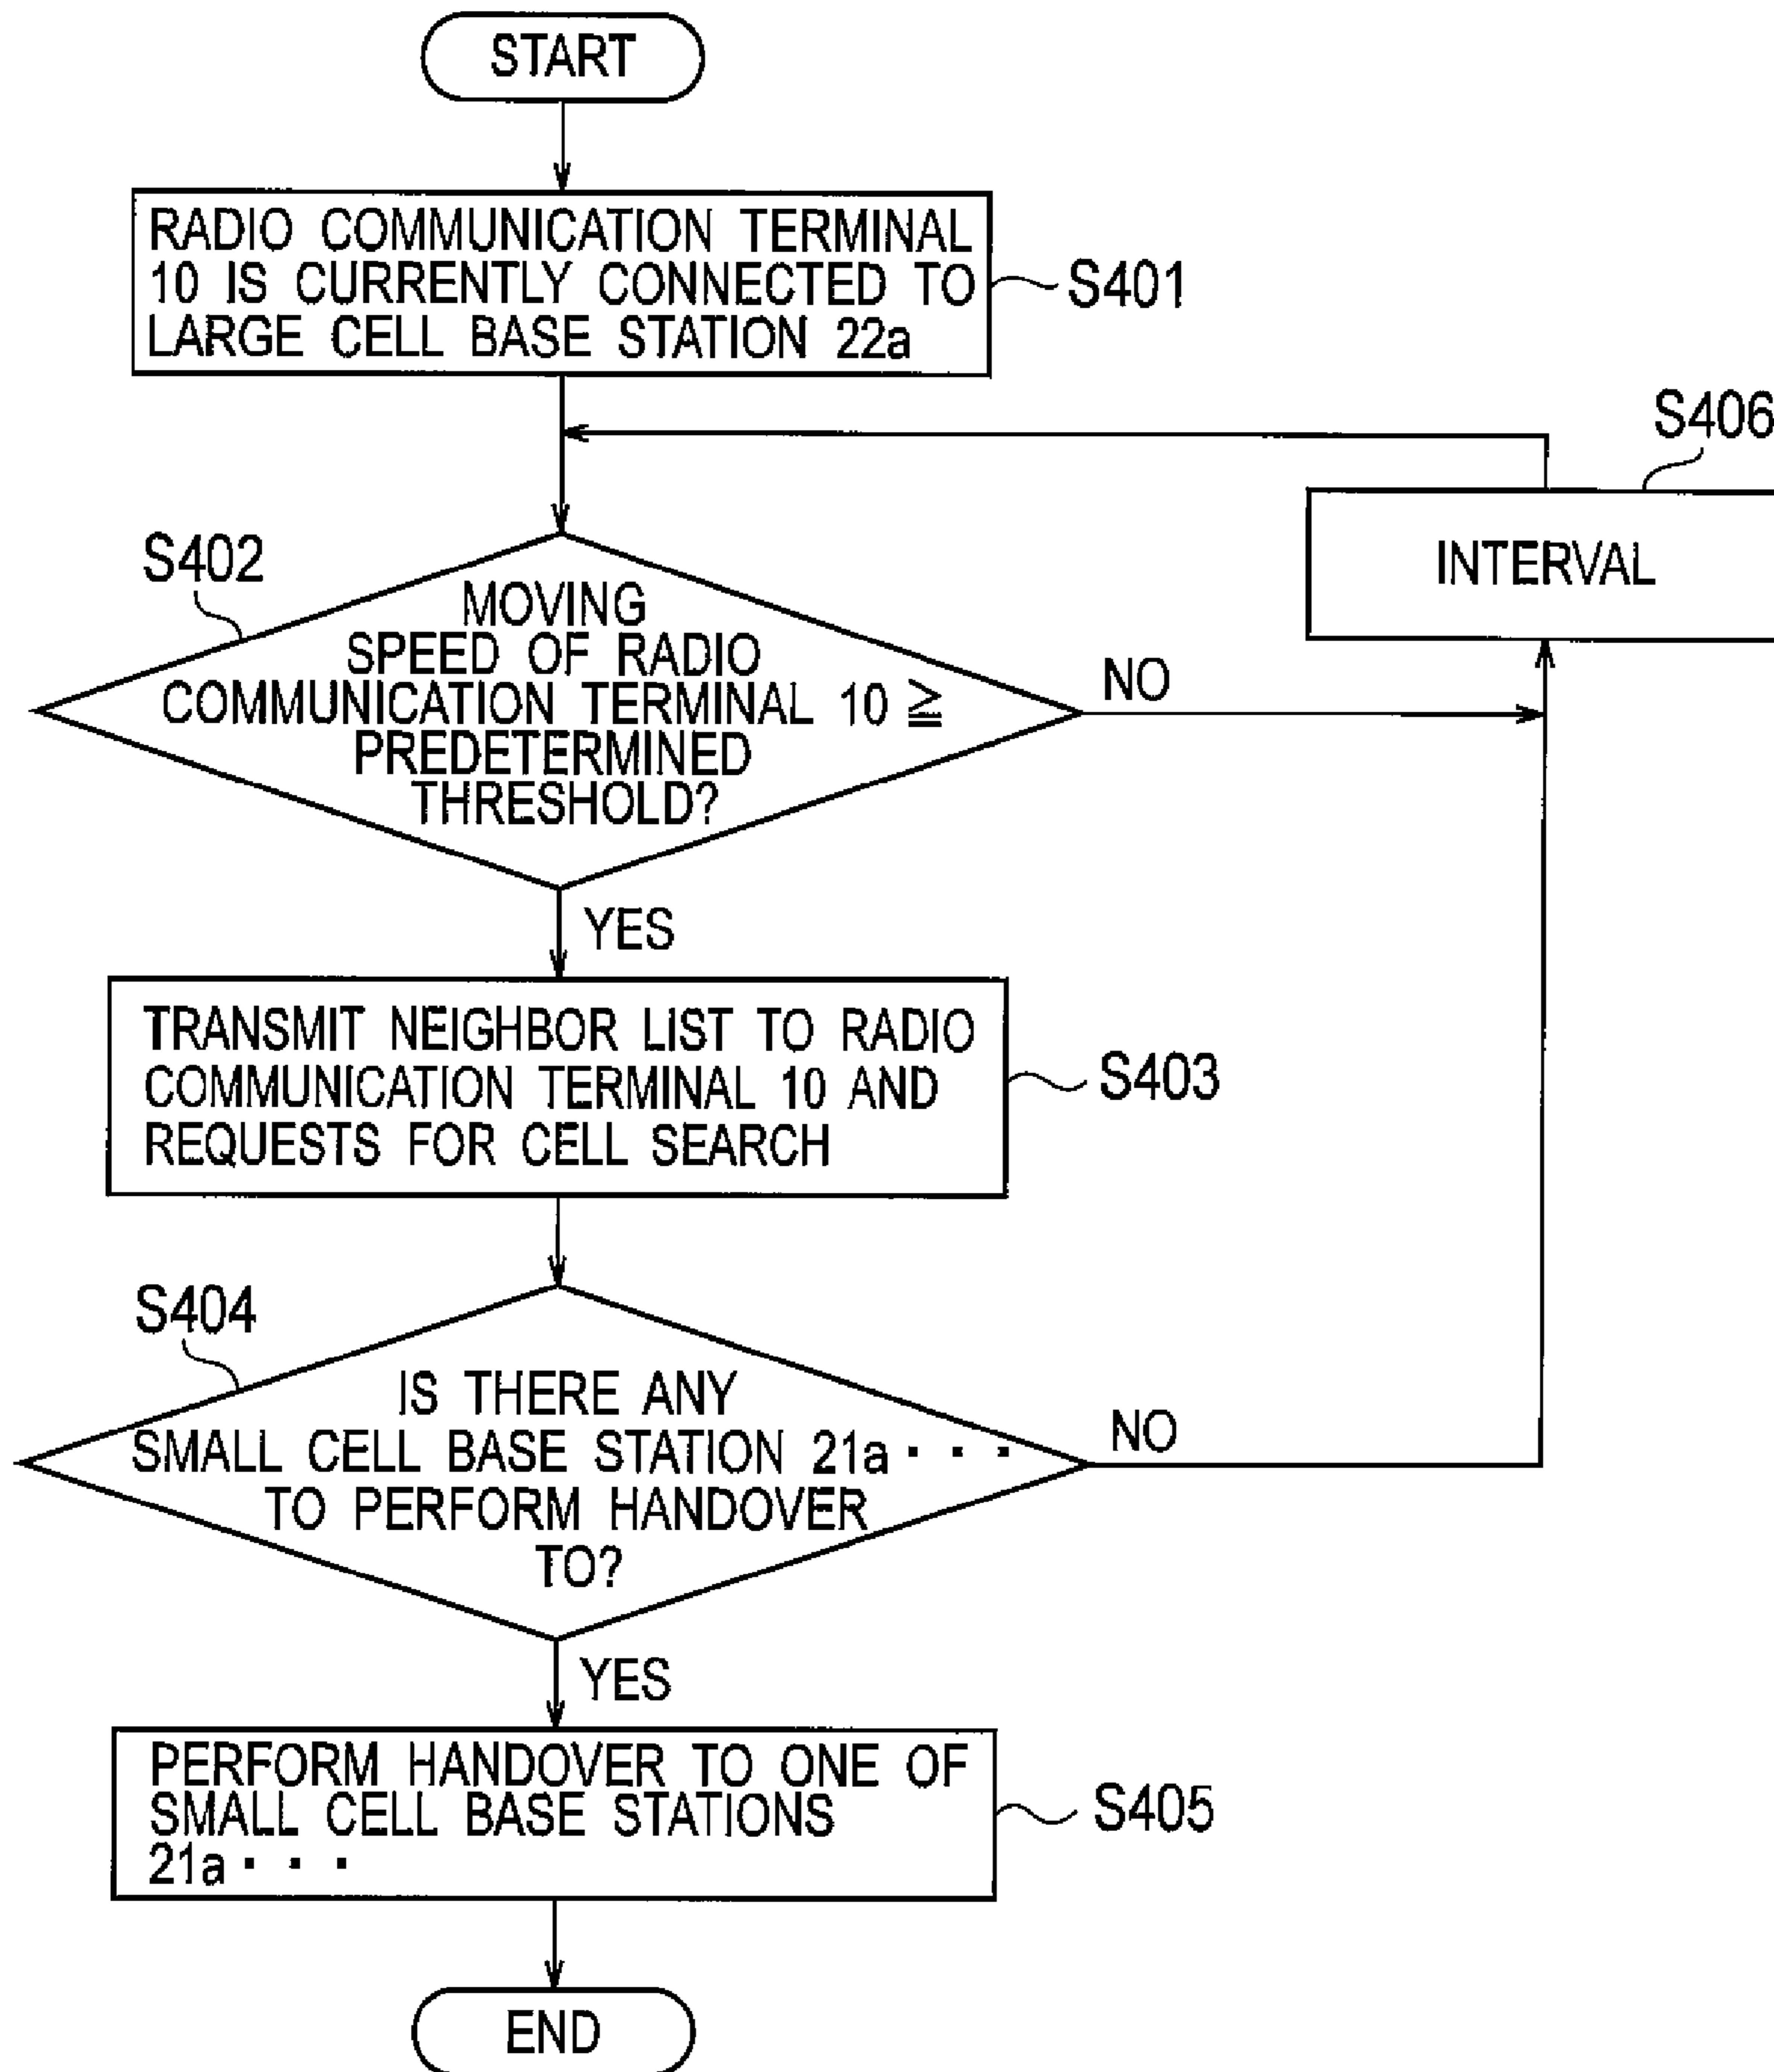 START
RADIO COMMUNICATION TERMINAL
10 IS CURRENTLY CONNECTED TO
LARGE CELL BASE STATION 22a
S401
S406
INTERVAL
S402
MOVING
SPEED OF RADIO
COMMUNICATION TERMINAL 10 ≧
PREDETERMINED
THRESHOLD?
NO
YES
TRANSMIT NEIGHBOR LIST TO RADIO
COMMUNICATION TERMINAL 10 AND
REQUESTS FOR CELL SEARCH
S403
S404
IS THERE ANY
SMALL CELL BASE STATION 21a · · ·
TO PERFORM HANDOVER
TO?
NO
YES
PERFORM HANDOVER TO ONE OF
SMALL CELL BASE STATIONS
21a · · ·
S405
END